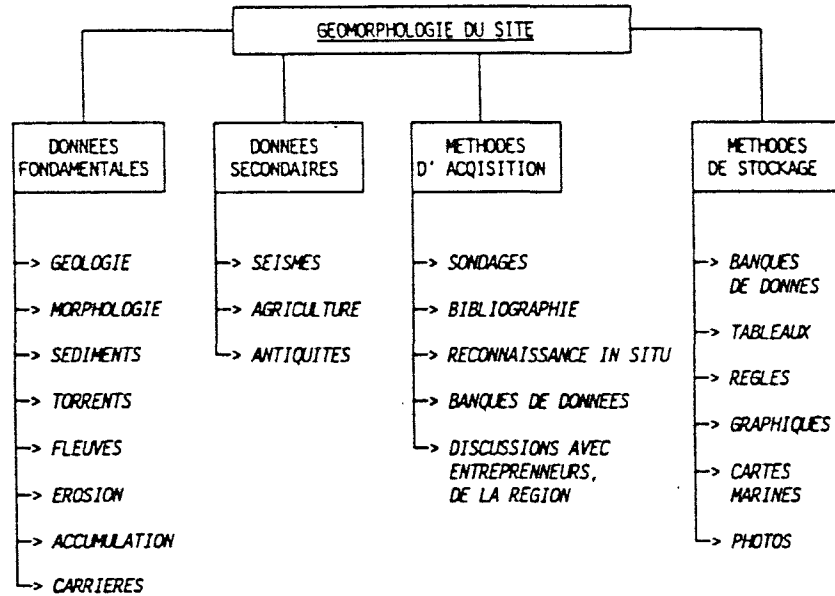 GEOMORPHOLOGIE DU SITE
DONNEES
FONDAMENTALES
-> GEOLOGIE
-> MORPHOLOGIE
-> SEDIMENTS
-> TORRENTS
-> FLEUVES
-> EROSION
-> ACCUMULATION
-> CARRIERES
DONNEES
SECONDAIRES
-> SEISMES
-> AGRICULTURE
-> ANTIQUITES
METHODES
D' ACQISITION
-> SONDAGES
-> BIBLIOGRAPHIE
-> RECONNAISSANCE IN SITU
-> BANQUES DE DONNEES
-> DISCUSSIONS AVEC
ENTREPRENNEURS,
DE LA REGION
METHODES
DE STOCKAGE
-> BANQUES
DE DONNES
-> TABLEAUX
-> REGLES
-> GRAPHIQUES
-> CARTES
MARINES
-> PHOTOS